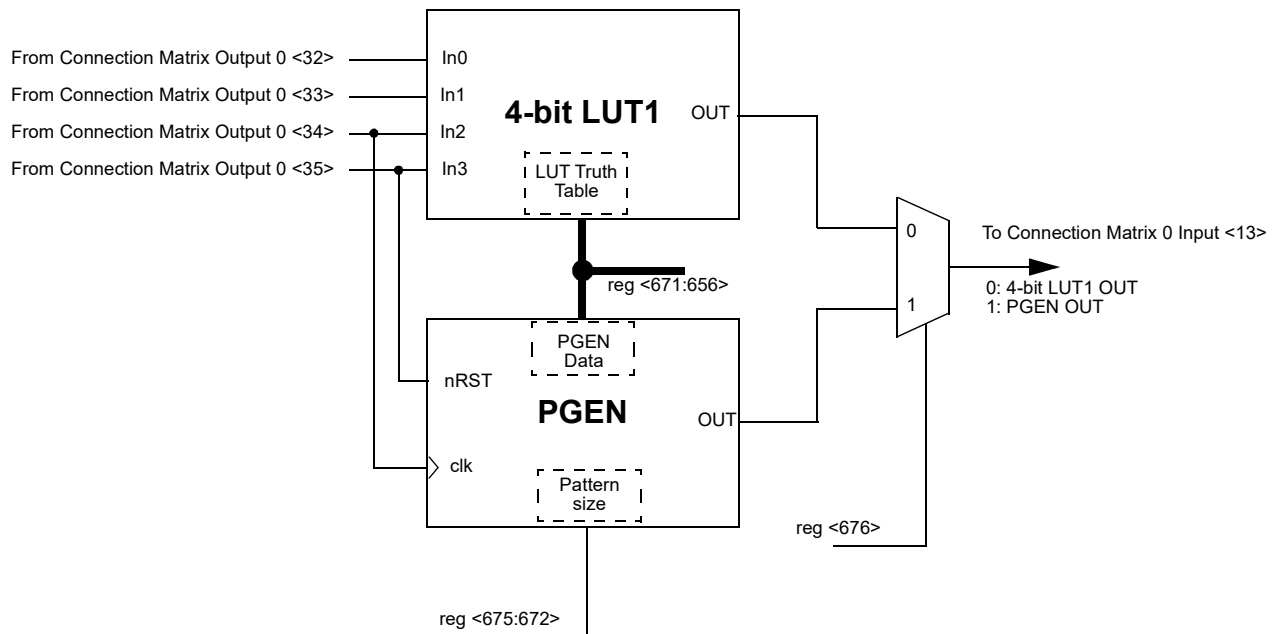 From Connection Matrix Output 0 <32>
In0
From Connection Matrix Output 0 <33>
In1
4-bit LUT1
OUT
From Connection Matrix Output 0 <34>
In2
From Connection Matrix Output 0 <35>
In3
LUT Truth
Table
0
To Connection Matrix 0 Input <13>
reg <671:656>
0: 4-bit LUT1 OUT
1: PGEN OUT
1
PGEN
Data
nRST
PGEN
OUT
clk
Pattern
size
reg <676>
reg <675:672>